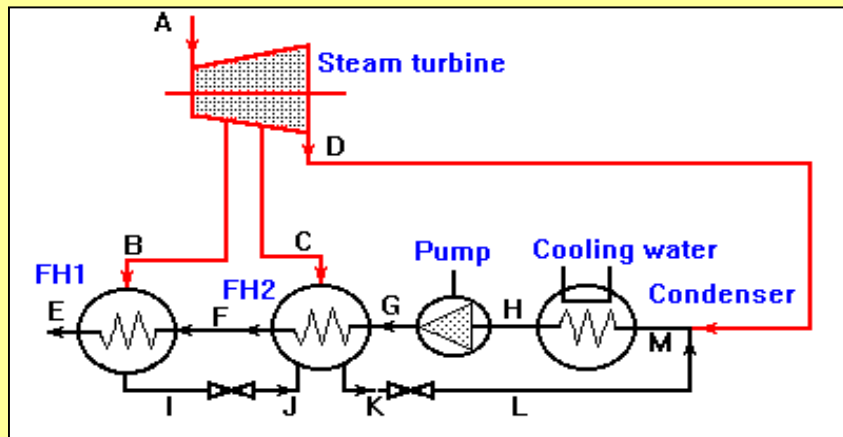 A
Steam turbine
D
B
C
Pump
Cooling water
FH1
FH2
Condenser
E
F
G
H
M
I
J
K
L